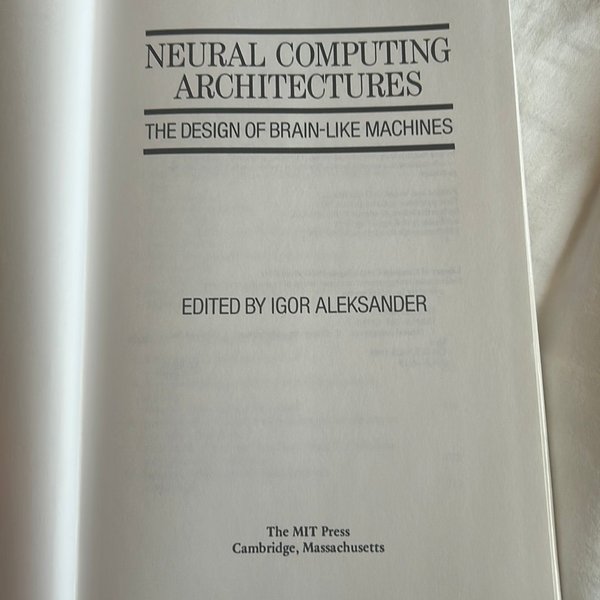 NEURAL COMPUTING
ARCHITECTURES
THE DESIGN OF BRAIN-LIKE MACHINES
EDITED BY IGOR ALEKSANDER
The MIT Press
Cambridge, Massachusetts